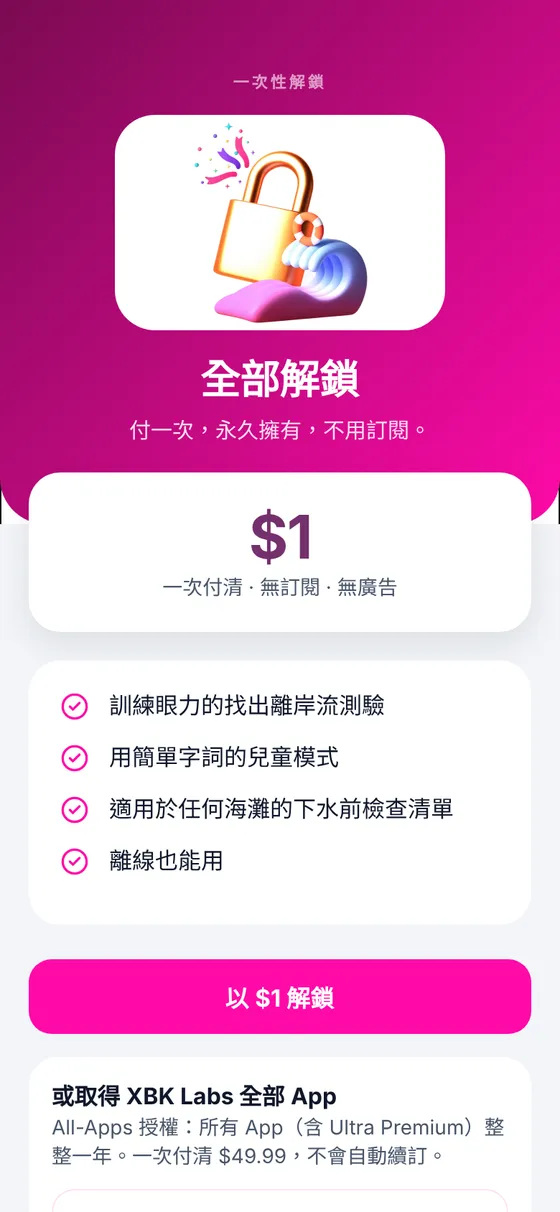 一次性解鎖
全部解鎖
付一次，永久擁有，不用訂閱。
$1
一次付清 · 無訂閱 · 無廣告
訓練眼力的找出離岸流測驗
用簡單字詞的兒童模式
適用於任何海灘的下水前檢查清單
離線也能用
以 $1 解鎖
或取得 XBK Labs 全部 App
All-Apps 授權：所有 App（含 Ultra Premium）整
整一年。一次付清 $49.99，不會自動續訂。